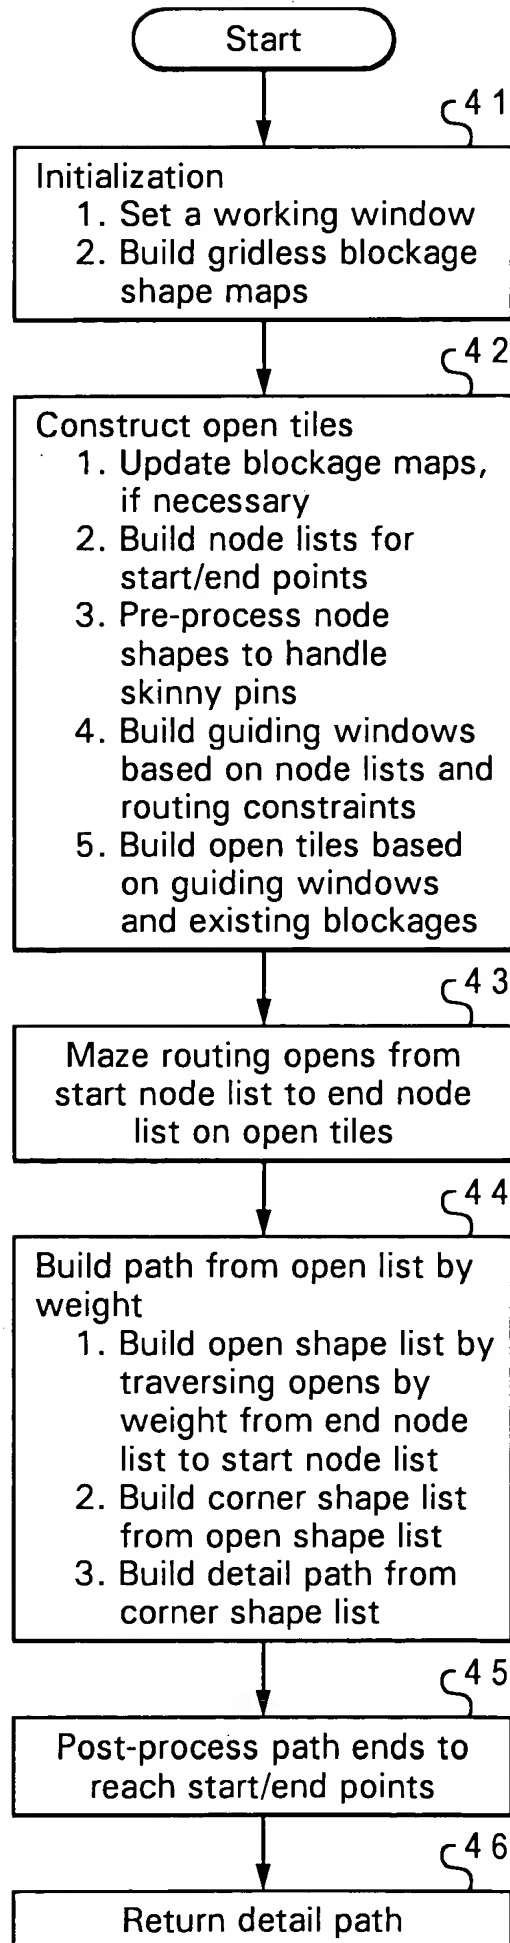 Start
41
Initialization
1. Set a working window
2. Build gridless blockage
shape maps
42
Construct open tiles
1. Update blockage maps,
if necessary
2. Build node lists for
start/end points
3. Pre-process node
shapes to handle
skinny pins
4. Build guiding windows
based on node lists and
routing constraints
5. Build open tiles based
on guiding windows
and existing blockages
43
Maze routing opens from
start node list to end node
list on open tiles
44
Build path from open list by
weight
1. Build open shape list by
traversing opens by
weight from end node
list to start node list
2. Build corner shape list
from open shape list
3. Build detail path from
corner shape list
45
Post-process path ends to
reach start/end points
46
Return detail path